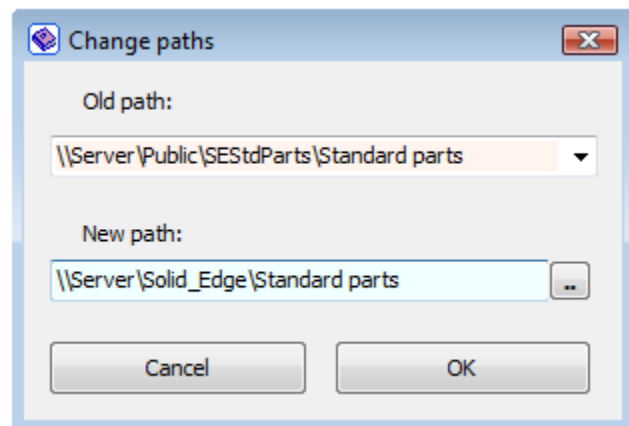 Change paths
Old path:
\\Server\Public\SEStdParts\Standard parts
New path:
\\Server\Solid_Edge\Standard parts
..
Cancel
OK